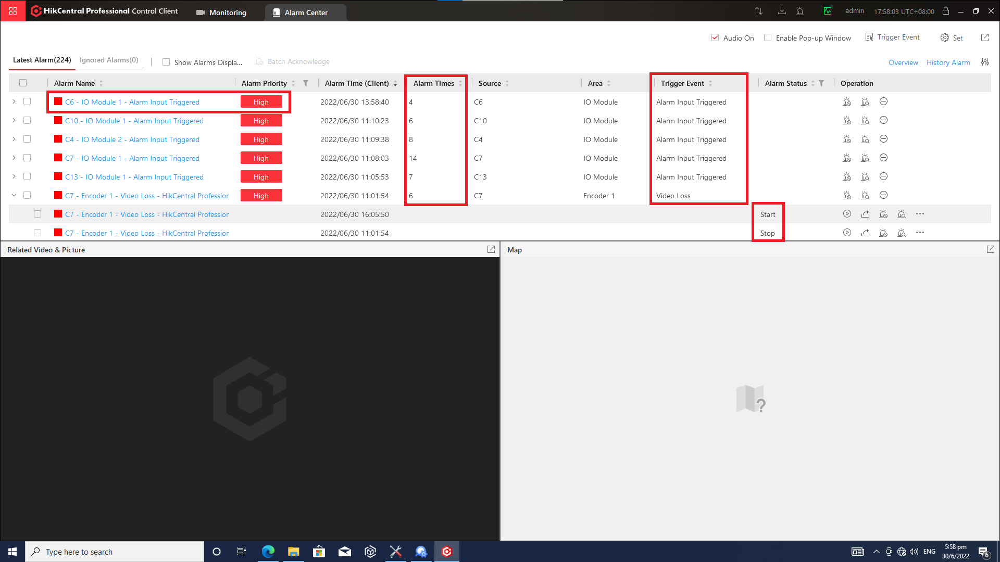 HikCentral Professional Control Client Monitoring Alarm Center admin 17:58:03 UTC+08:00
Audio On Enable Pop-up Window Trigger Event Set
Latest Alarm(224) Ignored Alarms(0) Show Alarms Displa... Batch Acknowledge Overview History Alarm
Alarm Name Alarm Priority Alarm Time (Client) Alarm Times Source Area Trigger Event Alarm Status Operation
C6 - IO Module 1 - Alarm Input Triggered High 2022/06/30 13:58:40 4 C6 IO Module Alarm Input Triggered
C10 - IO Module 1 - Alarm Input Triggered High 2022/06/30 11:10:23 6 C10 IO Module Alarm Input Triggered
C4 - IO Module 2 - Alarm Input Triggered High 2022/06/30 11:09:38 8 C4 IO Module Alarm Input Triggered
C7 - IO Module 1 - Alarm Input Triggered High 2022/06/30 11:08:03 14 C7 IO Module Alarm Input Triggered
C13 - IO Module 1 - Alarm Input Triggered High 2022/06/30 11:05:53 7 C13 IO Module Alarm Input Triggered
C7 - Encoder 1 - Video Loss - HikCentral Profession High 2022/06/30 11:01:54 6 C7 Encoder 1 Video Loss
C7 - Encoder 1 - Video Loss - HikCentral Profession 2022/06/30 16:05:50 Start
C7 - Encoder 1 - Video Loss - HikCentral Profession 2022/06/30 11:01:54 Stop
Related Video & Picture Map
Type here to search ENG 5:58 pm
30/6/2022 6